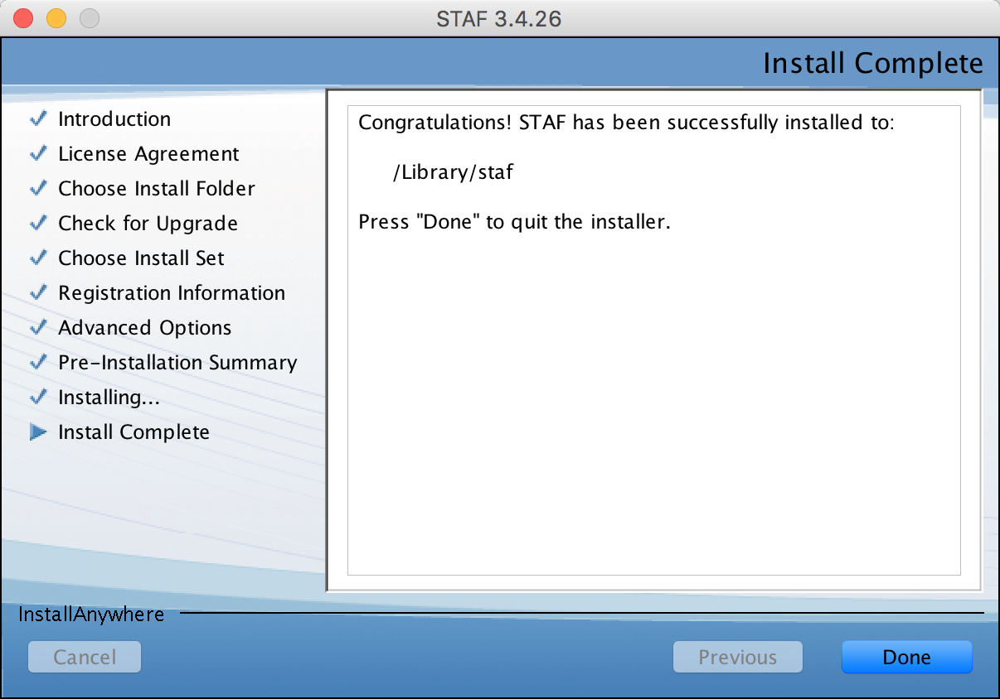 STAF 3.4.26
Install Complete
Introduction
License Agreement
Choose Install Folder
Check for Upgrade
Choose Install Set
Registration Information
Advanced Options
Pre-Installation Summary
Installing...
Install Complete
Congratulations! STAF has been successfully installed to:
/Library/staf
Press "Done" to quit the installer.
InstallAnywhere
Cancel
Previous
Done